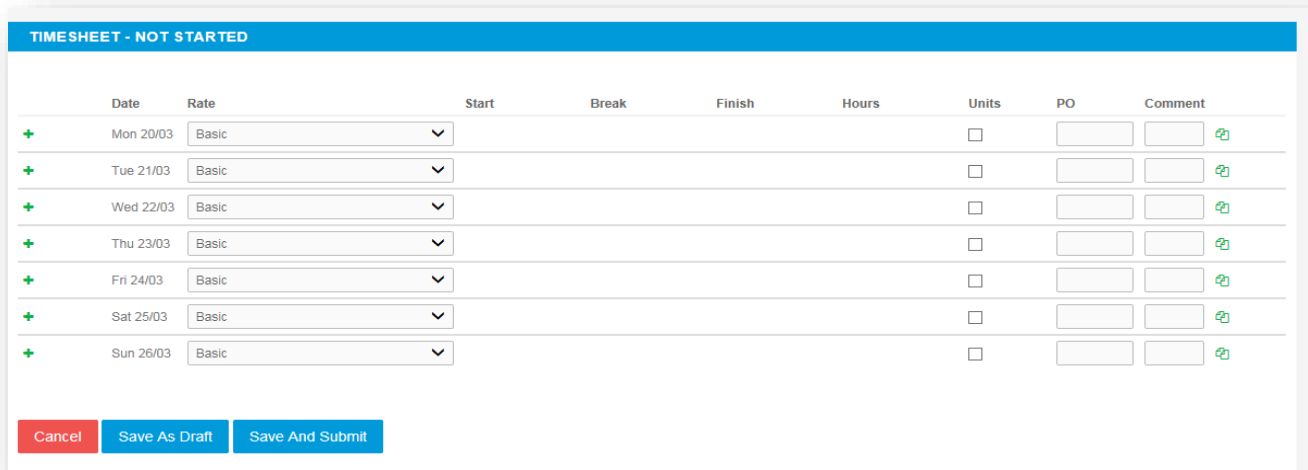 TIMESHEET - NOT STARTED
Date Rate Start Break Finish Hours Units PO Comment
Mon 20/03 Basic
Tue 21/03 Basic
Wed 22/03 Basic
Thu 23/03 Basic
Fri 24/03 Basic
Sat 25/03 Basic
Sun 26/03 Basic
Cancel Save As Draft Save And Submit